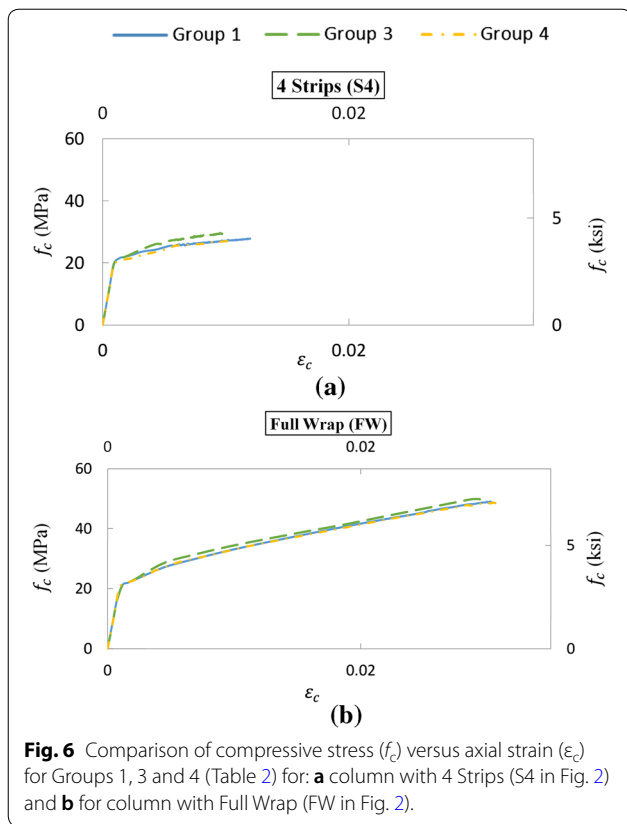 Group 1 Group 3 Group 4
4 Strips (S4)
0 0.02
60
40
20
0
f_c (MPa)
5
0
f_c (ksi)
0 0.02
ε_c
(a)
Full Wrap (FW)
0 0.02
60
40
20
0
f_c (MPa)
5
0
f_c (ksi)
0 0.02
ε_c
(b)
Fig. 6 Comparison of compressive stress (f_c) versus axial strain (ε_c)
for Groups 1, 3 and 4 (Table 2) for: a column with 4 Strips (S4 in Fig. 2)
and b for column with Full Wrap (FW in Fig. 2).